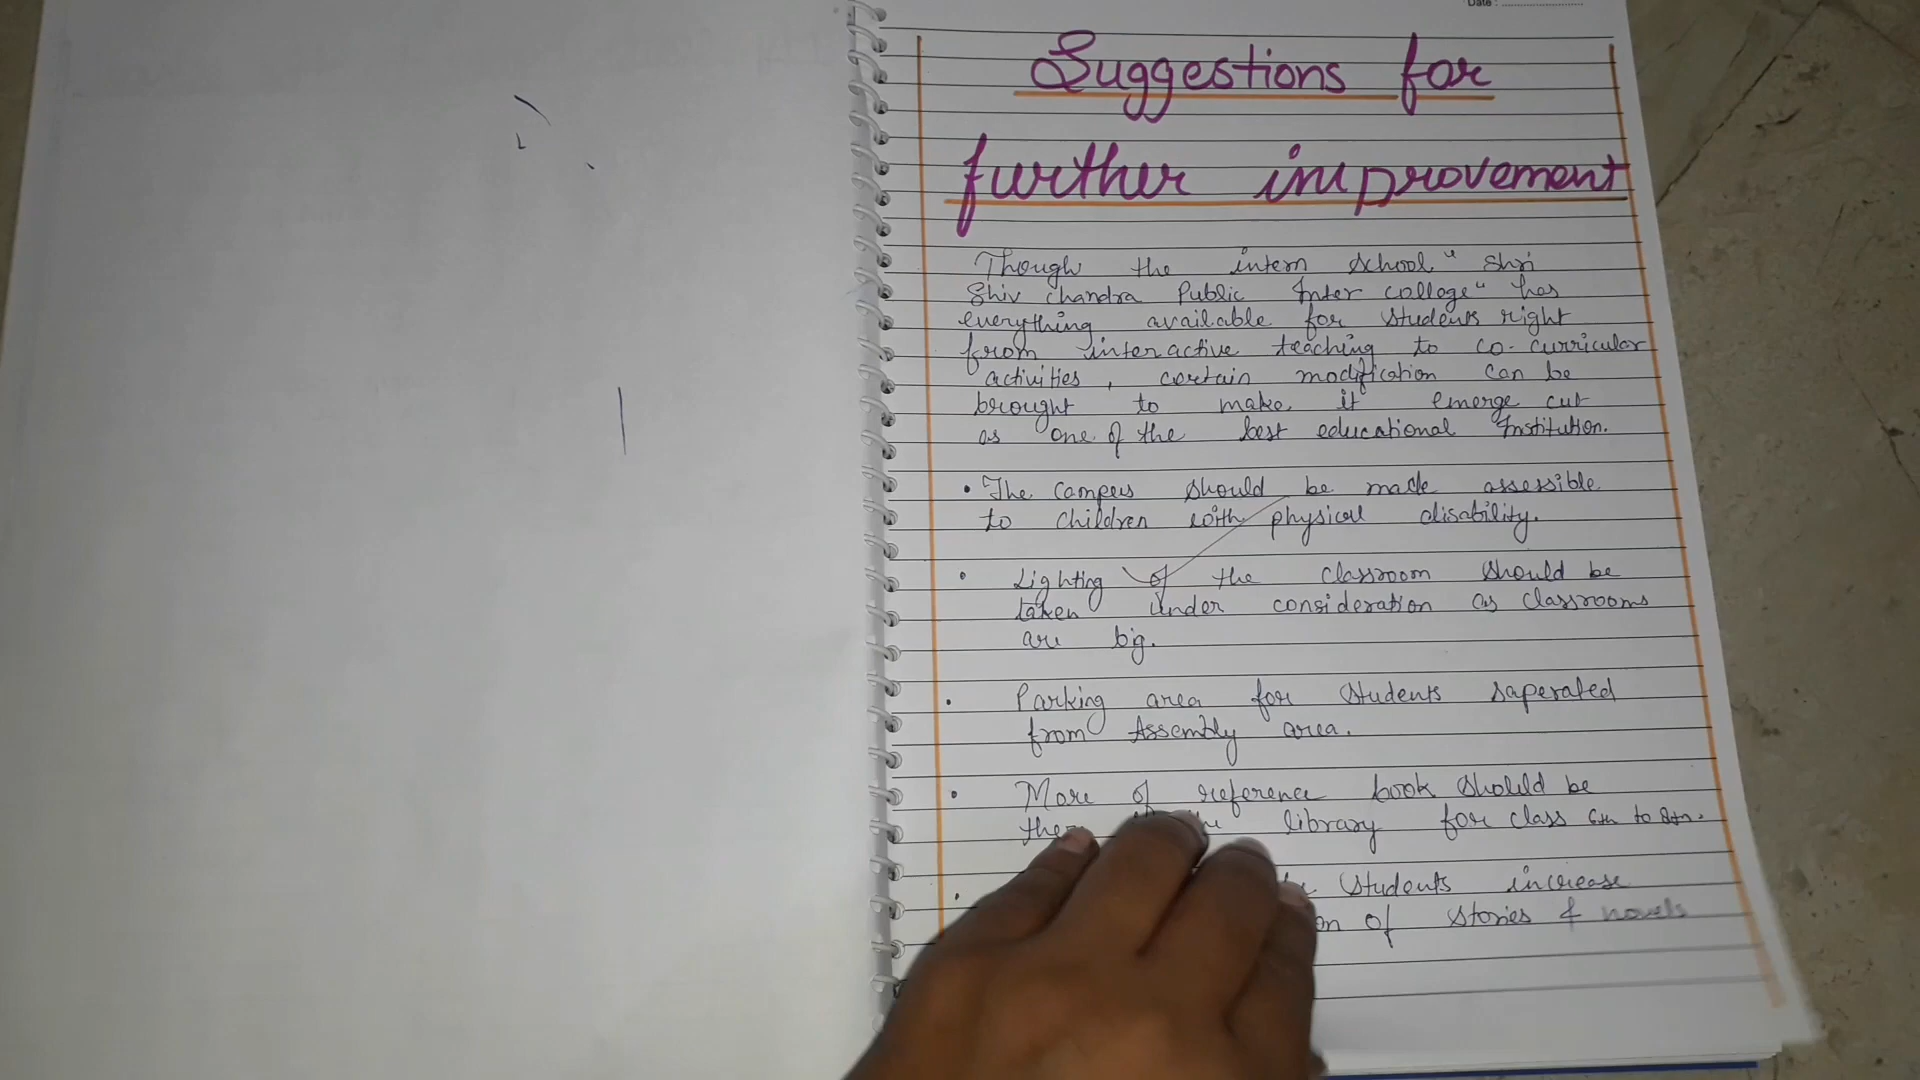 Date :
Suggestions for
further improvement
Though the intern school " Shri
Shiv Chandra Public Inter college" has
everything available for students right
from interactive teaching to co-curricular
activities, certain modification can be
brought to make it emerge out
as one of the best educational Institution.
• The campus should be made assessible
to children with physical disability.
• Lighting of the classroom should be
taken under consideration as classrooms
are big.
• Parking area for students saperated
from Assembly area.
• More of reference book should be
library for class 6th to 8th.
• Students increase
of stories & novels